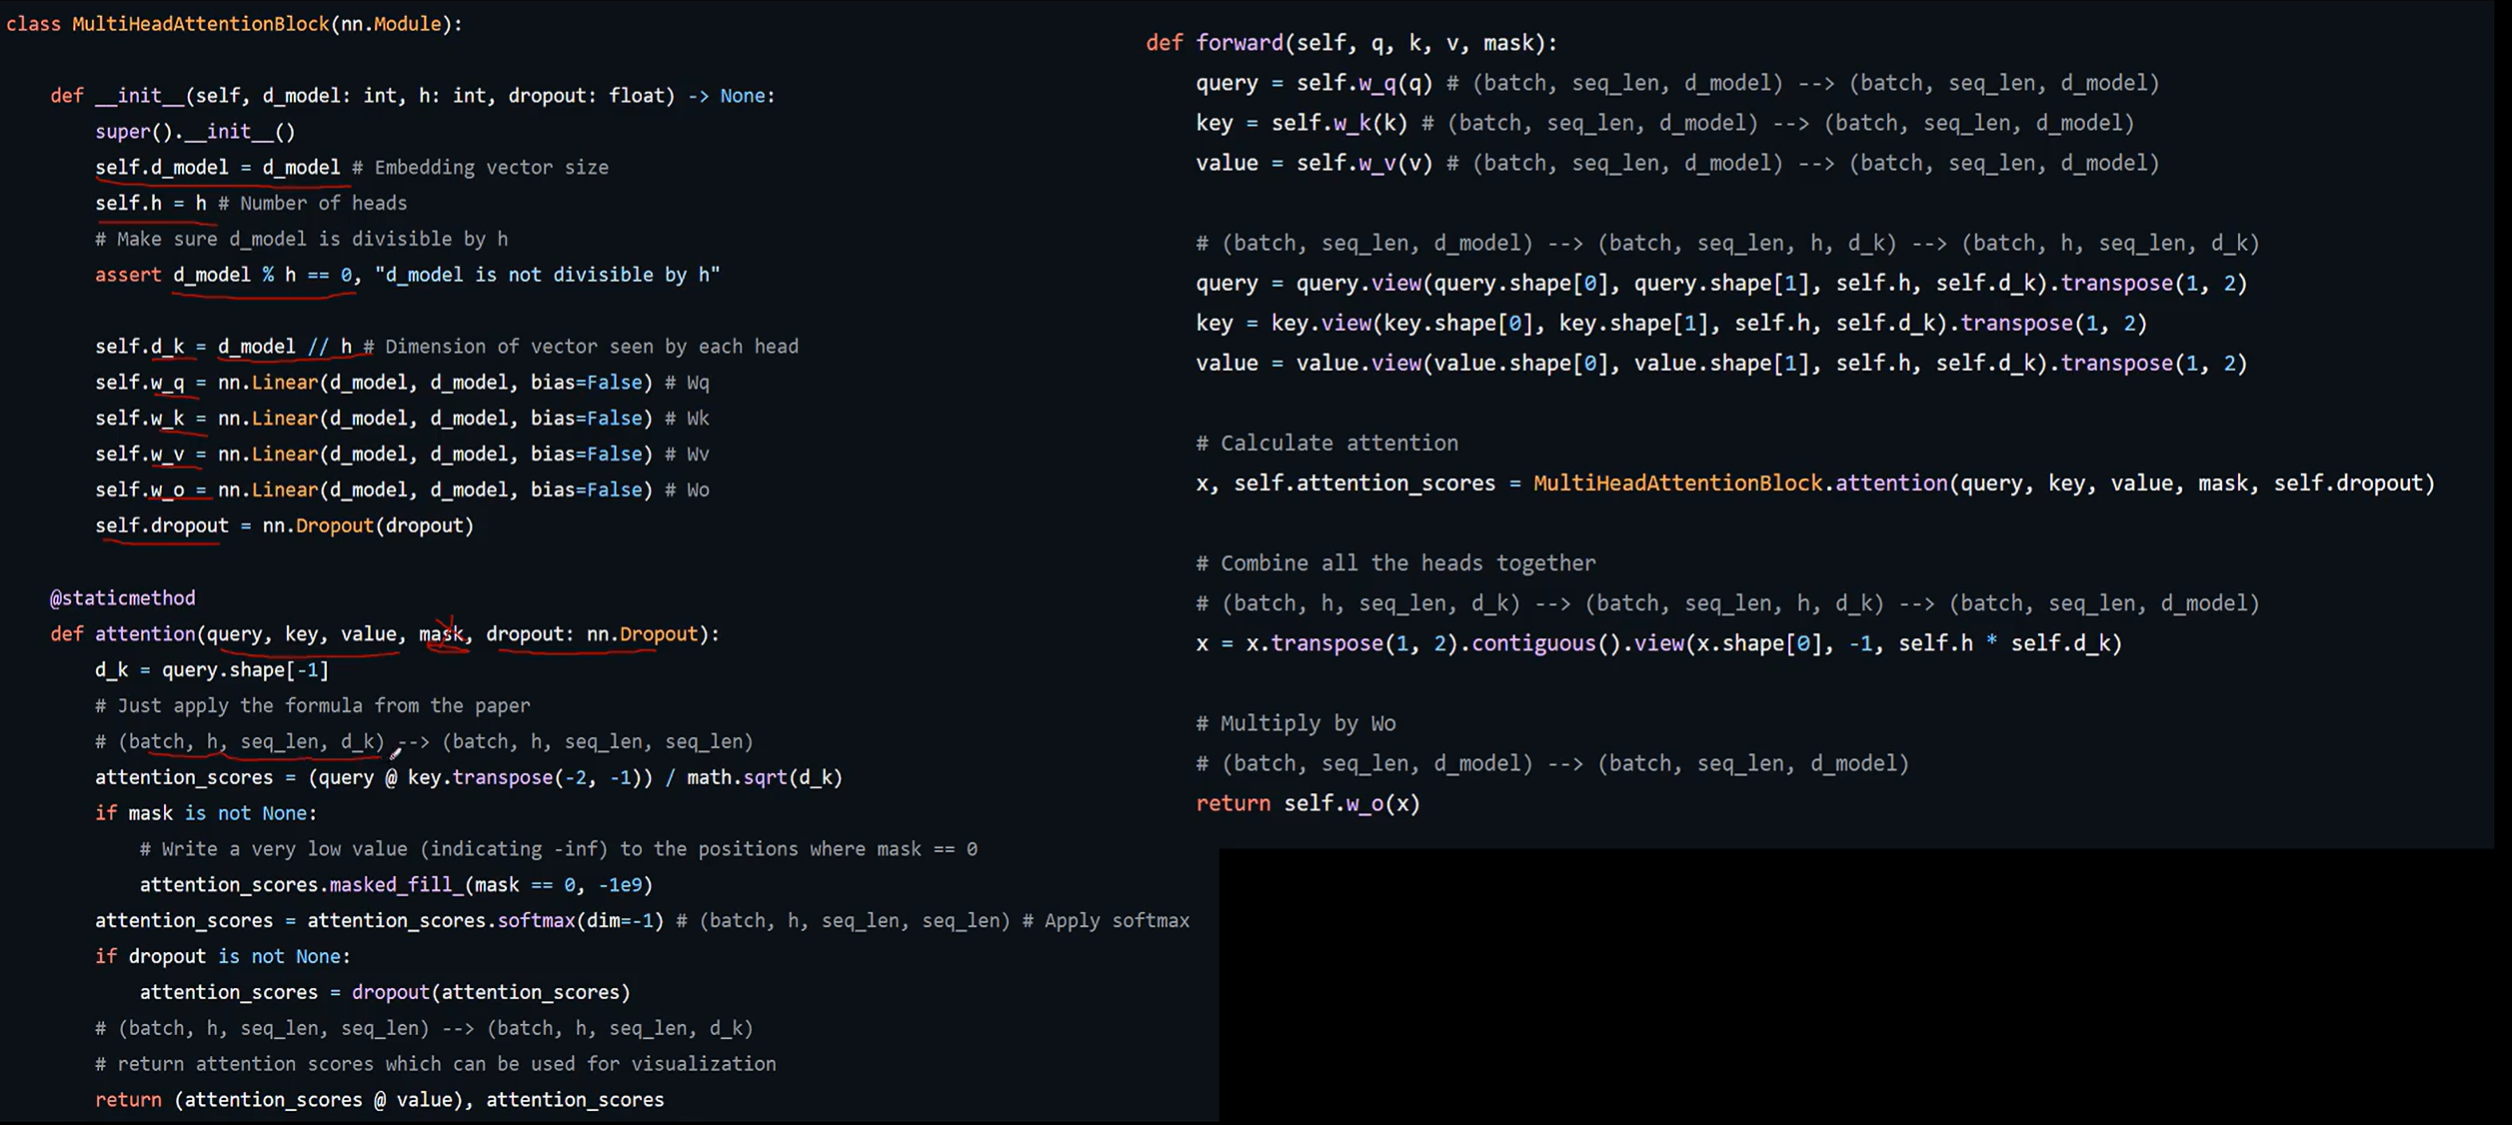 class MultiHeadAttentionBlock(nn.Module):
def __init__(self, d_model: int, h: int, dropout: float) -> None:
super().__init__()
self.d_model = d_model # Embedding vector size
self.h = h # Number of heads
# Make sure d_model is divisible by h
assert d_model % h == 0, "d_model is not divisible by h"
self.d_k = d_model // h # Dimension of vector seen by each head
self.w_q = nn.Linear(d_model, d_model, bias=False) # Wq
self.w_k = nn.Linear(d_model, d_model, bias=False) # Wk
self.w_v = nn.Linear(d_model, d_model, bias=False) # Wv
self.w_o = nn.Linear(d_model, d_model, bias=False) # Wo
self.dropout = nn.Dropout(dropout)
@staticmethod
def attention(query, key, value, mask, dropout: nn.Dropout):
d_k = query.shape[-1]
# Just apply the formula from the paper
# (batch, h, seq_len, d_k) --> (batch, h, seq_len, seq_len)
attention_scores = (query @ key.transpose(-2, -1)) / math.sqrt(d_k)
if mask is not None:
# Write a very low value (indicating -inf) to the positions where mask == 0
attention_scores.masked_fill_(mask == 0, -1e9)
attention_scores = attention_scores.softmax(dim=-1) # (batch, h, seq_len, seq_len) # Apply softmax
if dropout is not None:
attention_scores = dropout(attention_scores)
# (batch, h, seq_len, seq_len) --> (batch, h, seq_len, d_k)
# return attention scores which can be used for visualization
return (attention_scores @ value), attention_scores
def forward(self, q, k, v, mask):
query = self.w_q(q) # (batch, seq_len, d_model) --> (batch, seq_len, d_model)
key = self.w_k(k) # (batch, seq_len, d_model) --> (batch, seq_len, d_model)
value = self.w_v(v) # (batch, seq_len, d_model) --> (batch, seq_len, d_model)
# (batch, seq_len, d_model) --> (batch, seq_len, h, d_k) --> (batch, h, seq_len, d_k)
query = query.view(query.shape[0], query.shape[1], self.h, self.d_k).transpose(1, 2)
key = key.view(key.shape[0], key.shape[1], self.h, self.d_k).transpose(1, 2)
value = value.view(value.shape[0], value.shape[1], self.h, self.d_k).transpose(1, 2)
# Calculate attention
x, self.attention_scores = MultiHeadAttentionBlock.attention(query, key, value, mask, self.dropout)
# Combine all the heads together
# (batch, h, seq_len, d_k) --> (batch, seq_len, h, d_k) --> (batch, seq_len, d_model)
x = x.transpose(1, 2).contiguous().view(x.shape[0], -1, self.h * self.d_k)
# Multiply by Wo
# (batch, seq_len, d_model) --> (batch, seq_len, d_model)
return self.w_o(x)